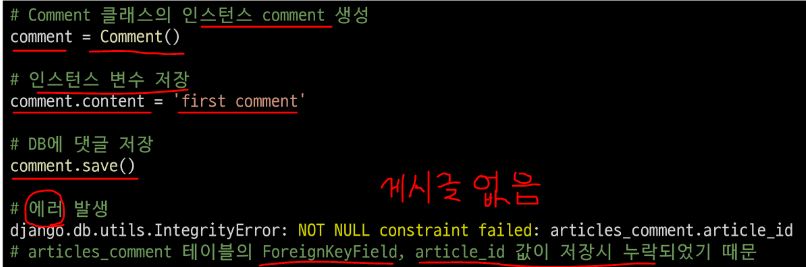 # Comment 클래스의 인스턴스 comment 생성
comment = Comment()
# 인스턴스 변수 저장
comment.content = 'first comment'
# DB에 댓글 저장
comment.save()
게시글 없음
# 에러 발생
django.db.utils.IntegrityError: NOT NULL constraint failed: articles_comment.article_id
# articles_comment 테이블의 ForeignKeyField, article_id 값이 저장시 누락되었기 때문